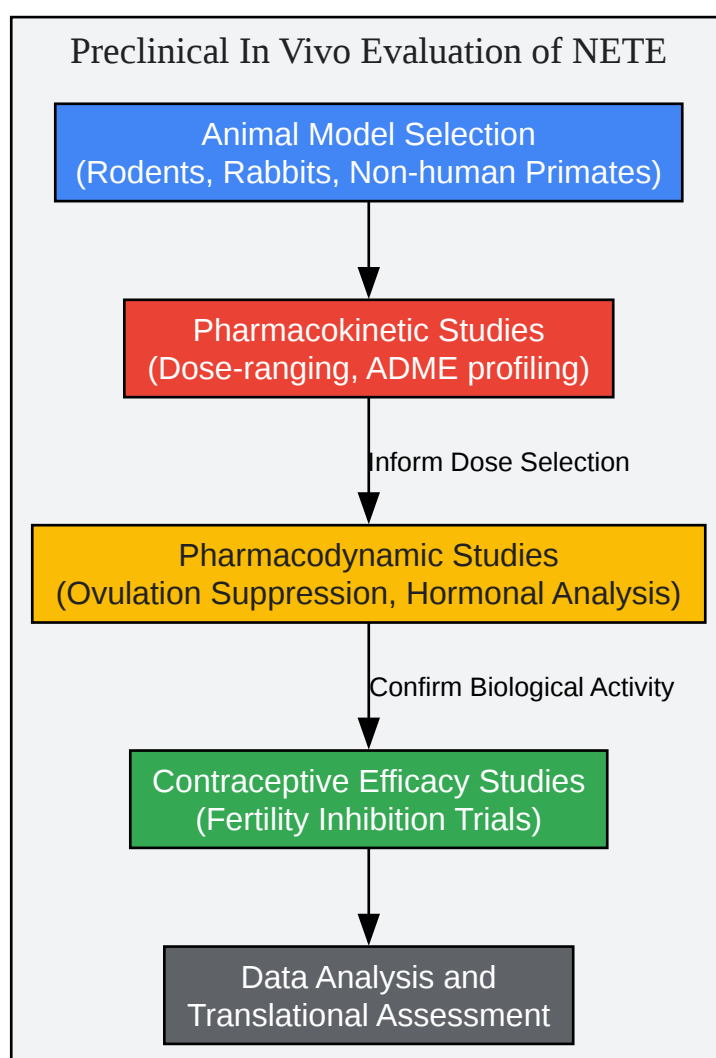 Preclinical In Vivo Evaluation of NETE
Animal Model Selection
(Rodents, Rabbits, Non-human Primates)
Pharmacokinetic Studies
(Dose-ranging, ADME profiling)
Inform Dose Selection
Pharmacodynamic Studies
(Ovulation Suppression, Hormonal Analysis)
Confirm Biological Activity
Contraceptive Efficacy Studies
(Fertility Inhibition Trials)
Data Analysis and
Translational Assessment